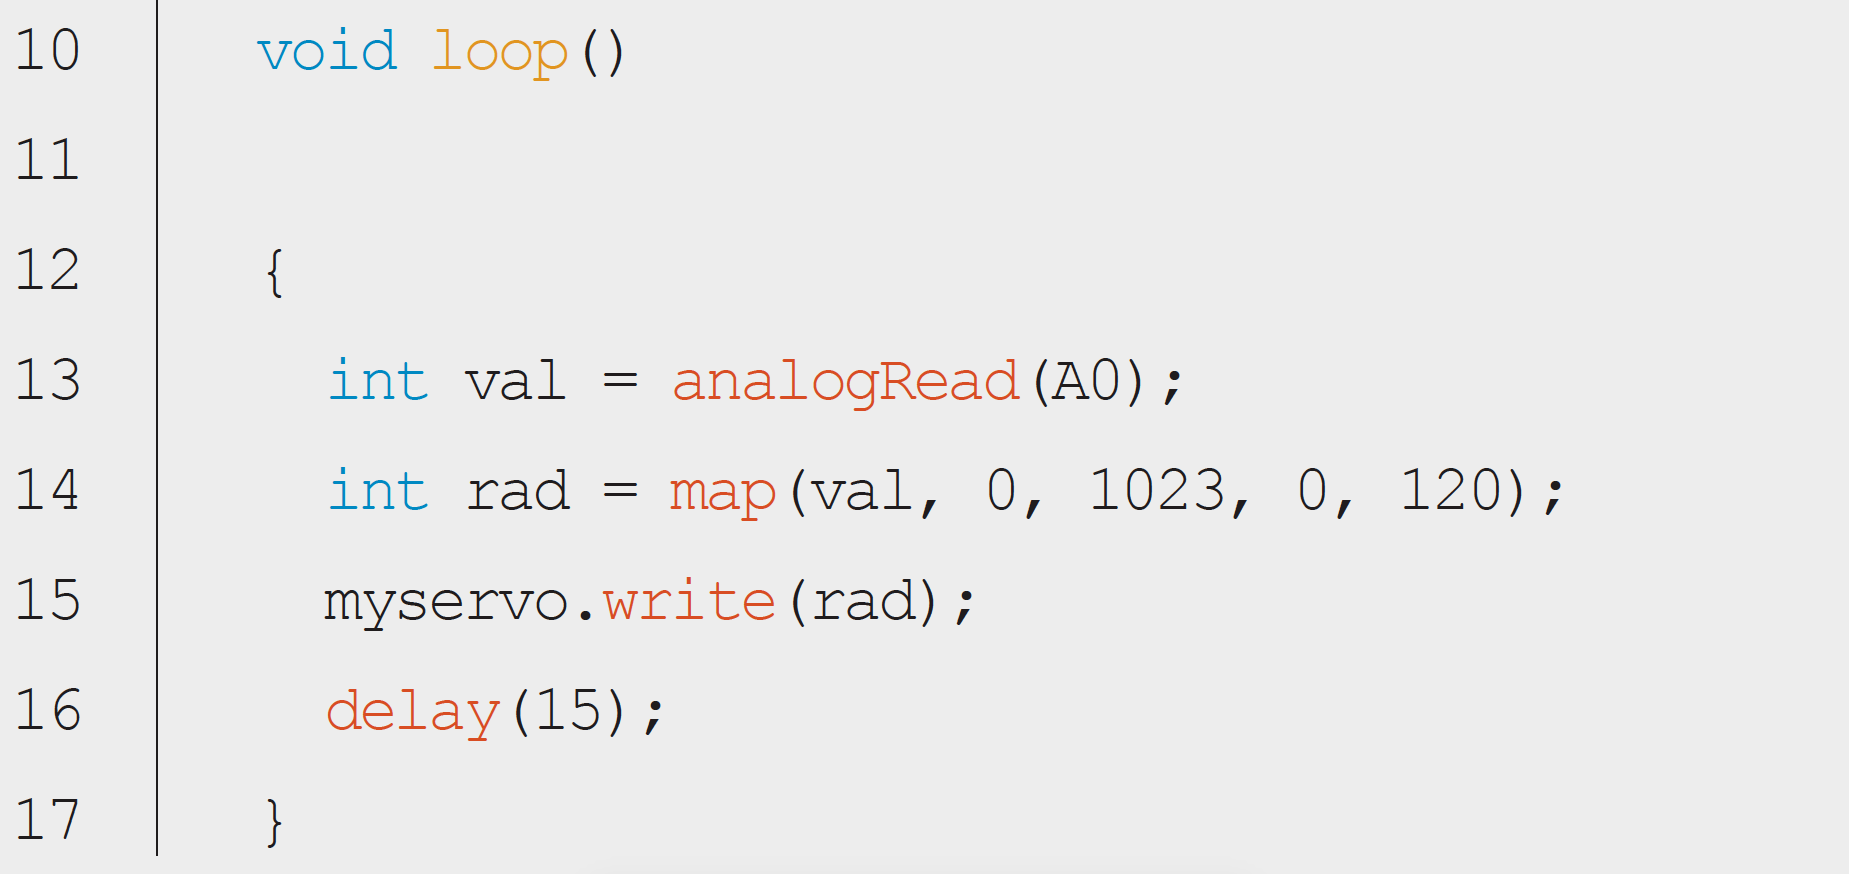 10 void loop()
11
12 {
13 int val = analogRead(A0);
14 int rad = map(val, 0, 1023, 0, 120);
15 myservo.write(rad);
16 delay(15);
17 }